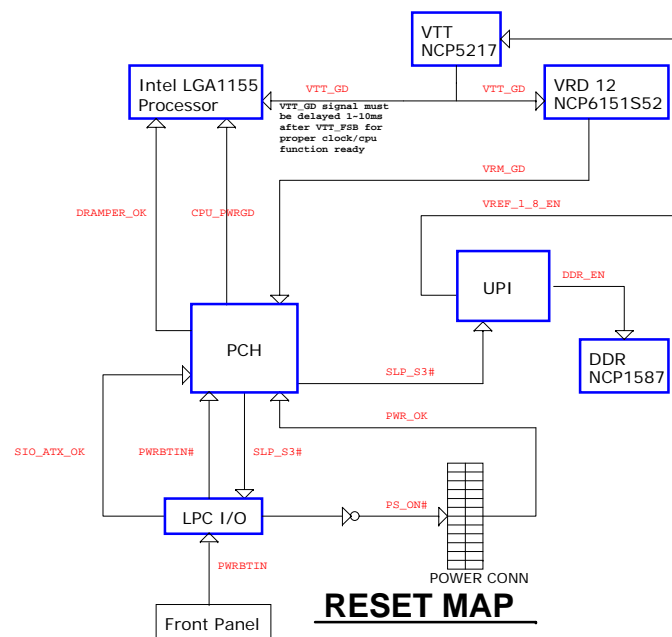 VTT
NCP5217
Intel LGA1155
Processor
VTT_GD
VTT_GD
VRD 12
NCP6151S52
VTT_GD signal must
be delayed 1~10ms
after VTT_FSB for
proper clock/cpu
function ready
VRM_GD
DRAMPER_OK
CPU_PWRGD
VREF_1_8_EN
UPI
DDR_EN
PCH
DDR
NCP1587
SLP_S3#
PWR_OK
SIO_ATX_OK
PWRBTIN#
SLP_S3#
LPC I/O
PS_ON#
PWRBTIN
POWER CONN
RESET MAP
Front Panel